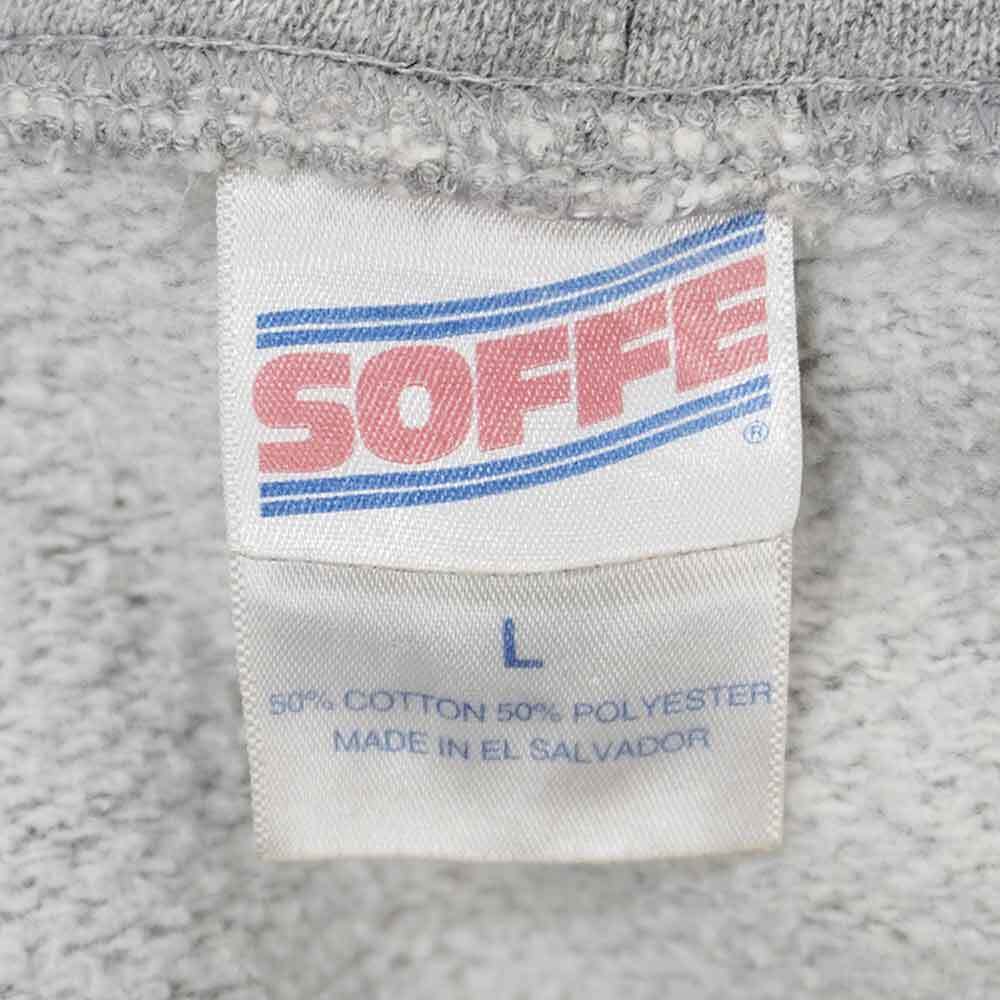 SOFFE
®
L
50% COTTON 50% POLYESTER
MADE IN EL SALVADOR